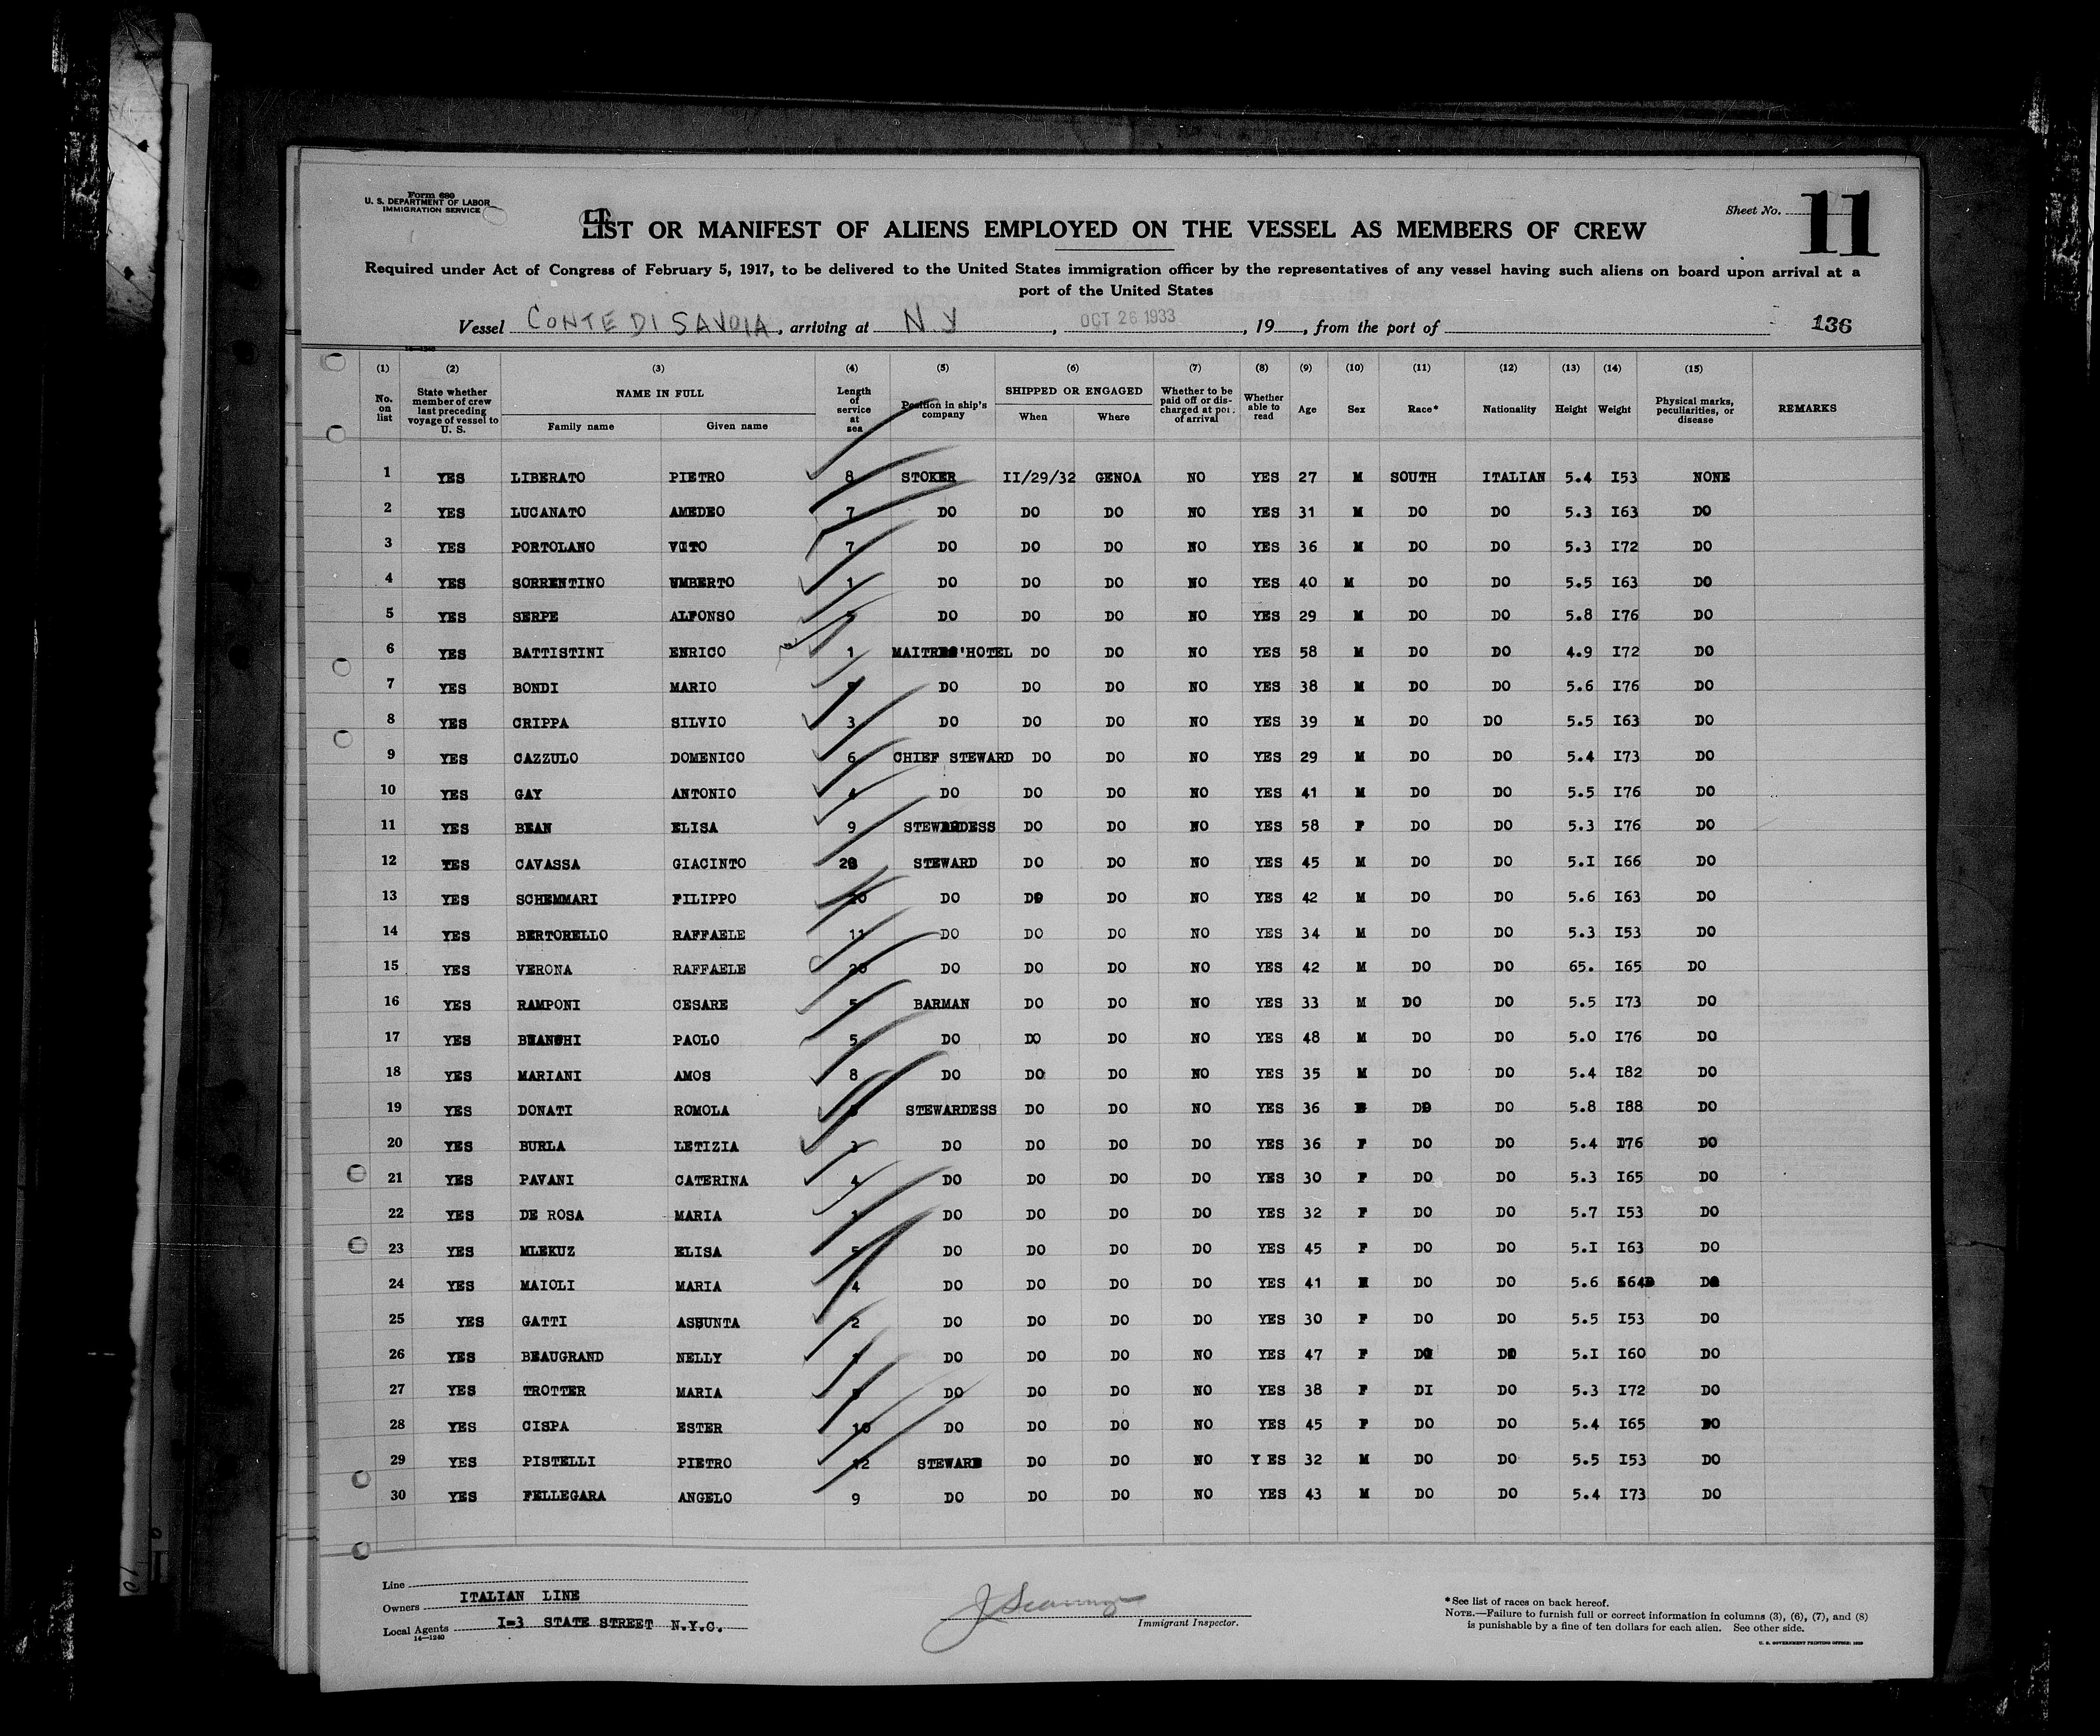 Form 680
U. S. DEPARTMENT OF LABOR
IMMIGRATION SERVICE
Sheet No. 11
LIST OR MANIFEST OF ALIENS EMPLOYED ON THE VESSEL AS MEMBERS OF CREW
Required under Act of Congress of February 5, 1917, to be delivered to the United States immigration officer by the representatives of any vessel having such aliens on board upon arrival at a
port of the United States
Vessel CONTE DI SAVOIA, arriving at N.Y, OCT 26 1933, 19, from the port of 136
(1) (2) (3) (4) (5) (6) (7) (8) (9) (10) (11) (12) (13) (14) (15)
No. on list State whether member of crew last preceding voyage of vessel to U. S. NAME IN FULL Family name Given name Length of service at sea Position in ship's company SHIPPED OR ENGAGED When Where Whether to be paid off or discharged at port of arrival Whether able to read Age Sex Race* Nationality Height Weight Physical marks, peculiarities, or disease REMARKS
1 YES LIBERATO PIETRO 8 STOKER II/29/32 GENOA NO YES 27 M SOUTH ITALIAN 5.4 I53 NONE
2 YES LUCANATO AMEDEO 7 DO DO DO NO YES 31 M DO DO 5.3 I63 DO
3 YES PORTOLANO VITO 7 DO DO DO NO YES 36 M DO DO 5.3 I72 DO
4 YES SORRENTINO UMBERTO 1 DO DO DO NO YES 40 M DO DO 5.5 I63 DO
5 YES SERPE ALFONSO DO DO DO NO YES 29 M DO DO 5.8 I76 DO
6 YES BATTISTINI ENRICO 1 MAITRED'HOTEL DO DO NO YES 58 M DO DO 4.9 I72 DO
7 YES BONDI MARIO DO DO DO NO YES 38 M DO DO 5.6 I76 DO
8 YES CRIPPA SILVIO 3 DO DO DO NO YES 39 M DO DO 5.5 I63 DO
9 YES CAZZULO DOMENICO 6 CHIEF STEWARD DO DO NO YES 29 M DO DO 5.4 I73 DO
10 YES GAY ANTONIO 4 DO DO DO NO YES 41 M DO DO 5.5 I76 DO
11 YES BEAN ELISA 9 STEWARDESS DO DO NO YES 58 F DO DO 5.3 I76 DO
12 YES CAVASSA GIACINTO STEWARD DO DO NO YES 45 M DO DO 5.I I66 DO
13 YES SCHEMMARI FILIPPO DO DO DO NO YES 42 M DO DO 5.6 I63 DO
14 YES BERTORELLO RAFFAELE 11 DO DO DO NO YES 34 M DO DO 5.3 I53 DO
15 YES VERONA RAFFAELE DO DO DO NO YES 42 M DO DO 65. I65 DO
16 YES RAMPONI CESARE 5 BARMAN DO DO NO YES 33 M DO DO 5.5 I73 DO
17 YES PAOLO 5 DO DO DO NO YES 48 M DO DO 5.0 I76 DO
18 YES MARIANI AMOS 8 DO DO DO NO YES 35 M DO DO 5.4 I82 DO
19 YES DONATI ROMOLA STEWARDESS DO DO NO YES 36 DO DO 5.8 I88 DO
20 YES BURLA LETIZIA 3 DO DO DO DO YES 36 F DO DO 5.4 I76 DO
21 YES PAVANI CATERINA 4 DO DO DO DO YES 30 F DO DO 5.3 I65 DO
22 YES DE ROSA MARIA DO DO DO DO YES 32 F DO DO 5.7 I53 DO
23 YES MLEKUZ ELISA 5 DO DO DO DO YES 45 F DO DO 5.I I63 DO
24 YES MAIOLI MARIA 4 DO DO DO DO YES 41 DO DO 5.6 DO
25 YES GATTI ASSUNTA 2 DO DO DO DO YES 30 F DO DO 5.5 I53 DO
26 YES BEAUGRAND NELLY DO DO DO NO YES 47 F DO DO 5.I I60 DO
27 YES TROTTER MARIA DO DO DO NO YES 38 F DI DO 5.3 I72 DO
28 YES CISPA ESTER 10 DO DO DO NO YES 45 F DO DO 5.4 I65 DO
29 YES PISTELLI PIETRO 12 STEWARD DO DO NO Y ES 32 M DO DO 5.5 I53 DO
30 YES FELLEGARA ANGELO 9 DO DO DO NO YES 43 M DO DO 5.4 I73 DO
Line
Owners ITALIAN LINE
Local Agents I=3 STATE STREET N.Y.C.
14—1240
Immigrant Inspector.
*See list of races on back hereof.
NOTE.—Failure to furnish full or correct information in columns (3), (6), (7), and (8)
is punishable by a fine of ten dollars for each alien. See other side.
U. S. GOVERNMENT PRINTING OFFICE: 1929